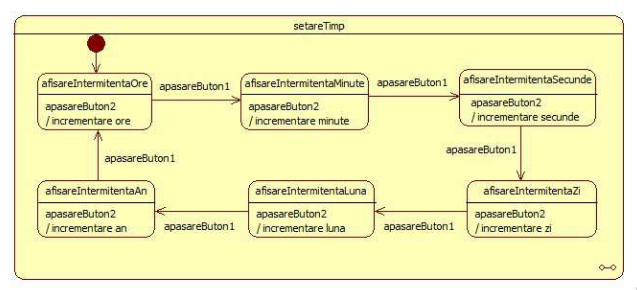 setareTimp
afisareIntermitentaOre
apasareButon2
/ incrementare ore
apasareButon1
afisareIntermitentaMinute
apasareButon2
/ incrementare minute
apasareButon1
afisareIntermitentaSecunde
apasareButon2
/ incrementare secunde
apasareButon1
apasareButon1
afisareIntermitentaAn
apasareButon2
/ incrementare an
apasareButon1
afisareIntermitentaLuna
apasareButon2
/ incrementare luna
apasareButon1
afisareIntermitentaZi
apasareButon2
/ incrementare zi